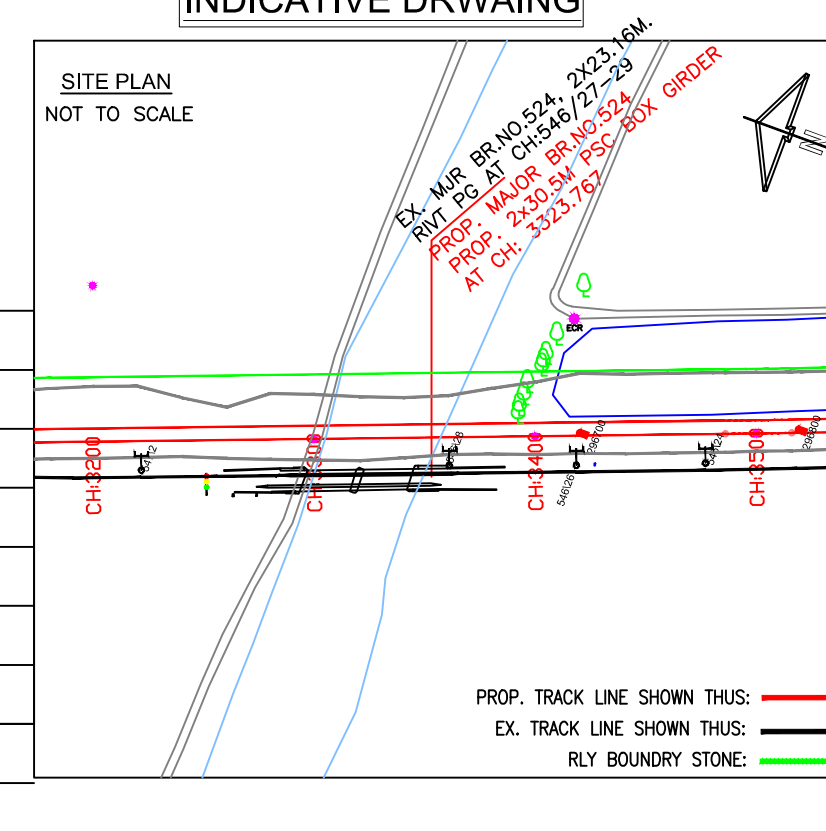 INDICATIVE DRWAING
SITE PLAN
NOT TO SCALE
EX. MJR BR.NO.524, 2X23.16M.
RIVT PG AT CH:546/27-29
PROP. MAJOR BR.NO.524
PROP. 2x30.5M PSC BOX GIRDER
AT CH: 3323.767
N
ECR
CH:3200
CH:3300
CH:3400
CH:3500
296700
296800
546\26
PROP. TRACK LINE SHOWN THUS:
EX. TRACK LINE SHOWN THUS:
RLY BOUNDRY STONE: